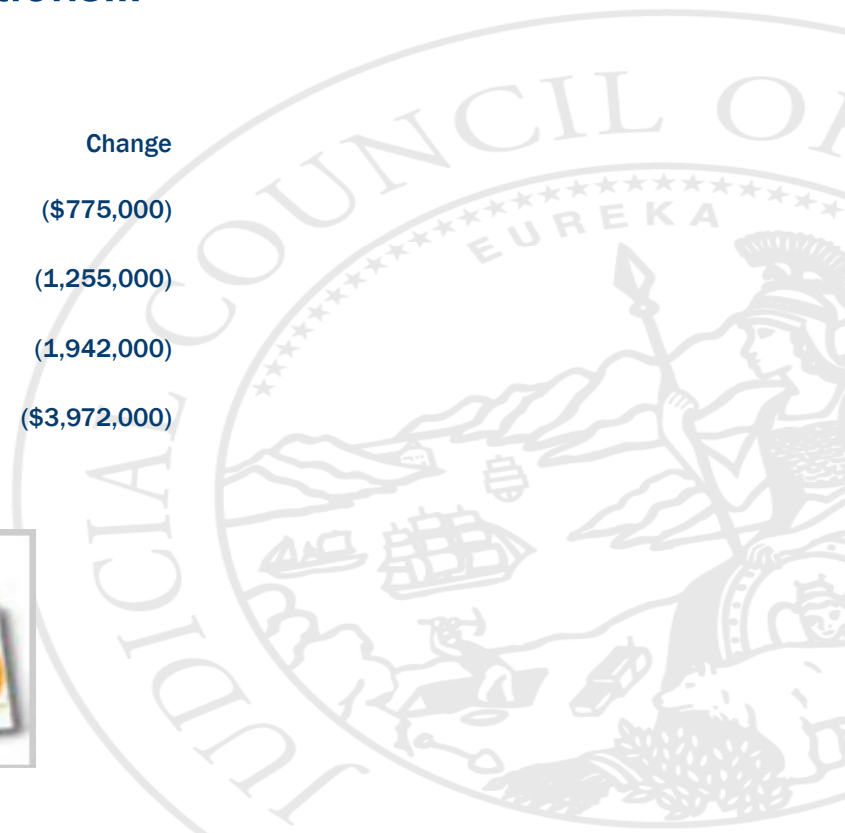 Change
($775,000)
(1,255,000)
(1,942,000)
($3,972,000)
JUDICIAL COUNCIL OF
EUREKA